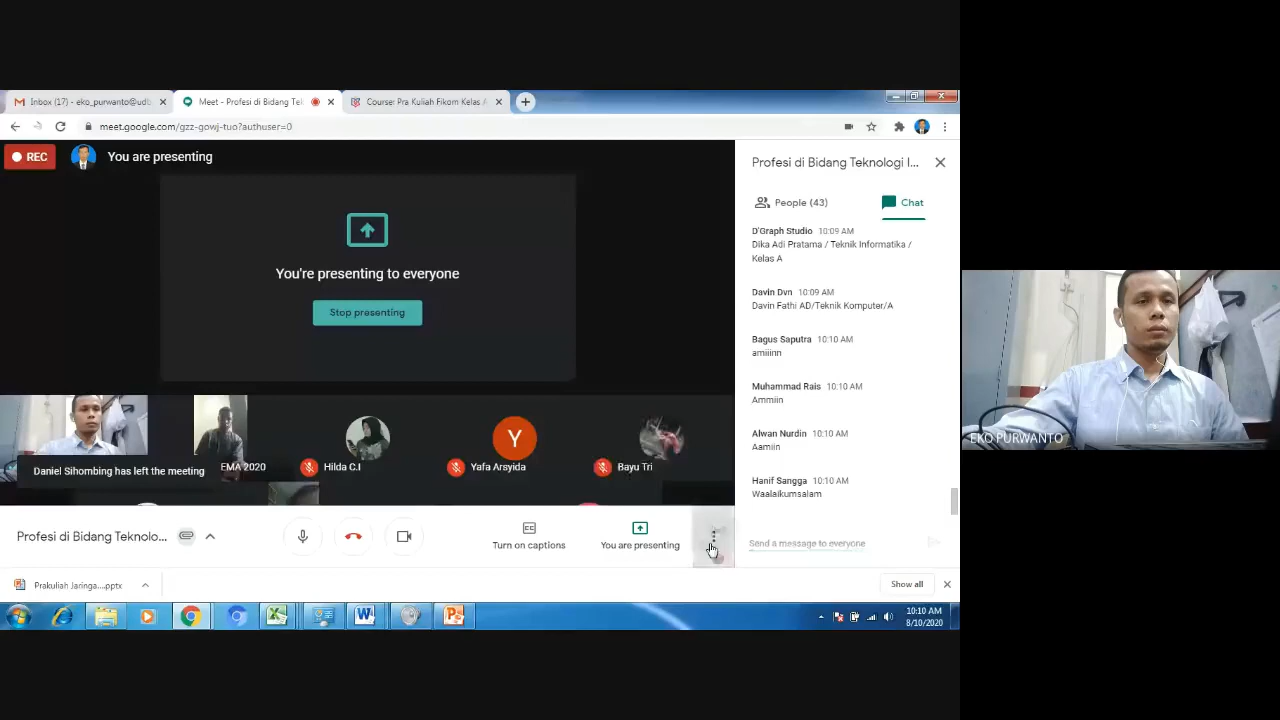 Inbox (17) - eko_purwanto@udb
Meet - Profesi di Bidang Tek
Course: Pra Kuliah Fikom Kelas A
meet.google.com/gzz-gowj-tuo?authuser=0
REC
You are presenting
Profesi di Bidang Teknologi I...
People (43)
Chat
You're presenting to everyone
Stop presenting
D'Graph Studio 10:09 AM
Dika Adi Pratama / Teknik Informatika /
Kelas A
Davin Dvn 10:09 AM
Davin Fathi AD/Teknik Komputer/A
Bagus Saputra 10:10 AM
amiiinn
Muhammad Rais 10:10 AM
Ammiin
Alwan Nurdin 10:10 AM
Aamiin
Hanif Sangga 10:10 AM
Waalaikumsalam
Send a message to everyone
Y
Daniel Sihombing has left the meeting
EMA 2020
Hilda C.I
Yafa Arsyida
Bayu Tri
EKO PURWANTO
Profesi di Bidang Teknolo...
Turn on captions
You are presenting
Prakuliah Jaringa....pptx
Show all
10:10 AM
8/10/2020